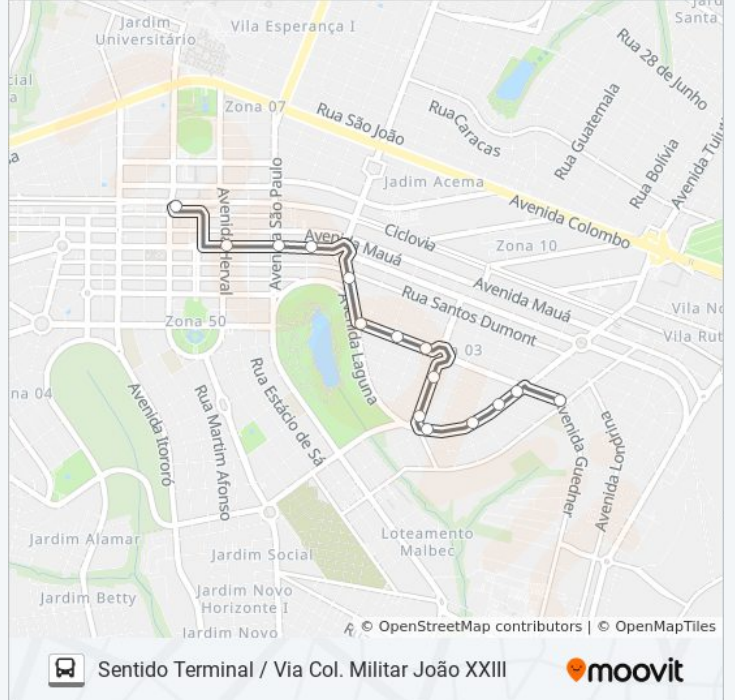 Jardim
Universitário
Vila Esperança I
Jard
Santa
cial
a
Zona 07
Rua 28 de Junho
Rua São João
Rua Caracas
Rua Guatemala
Rua Bolívia
Avenida Tuiu
a
Jadim Acema
Avenida São Paulo
Avenida Herval
Avenida Colombo
Avenida Mauá
Ciclovia
Zona 10
Avenida Mauá
Rua Santos Dumont
Vila No
Vila Rut
Zona 50
Avenida Laguna
03
na 04
Avenida Itororó
Rua Martim Afonso
Rua Estácio de Sá
Avenida Guedner
Avenida Londrina
Loteamento
Malbec
Jardim Alamar
Jardim Social
Jardim Betty
Jardim Novo
Horizonte I
Jardim Novo
R
© OpenStreetMap contributors | © OpenMapTiles
Sentido Terminal / Via Col. Militar João XXIII
moovit